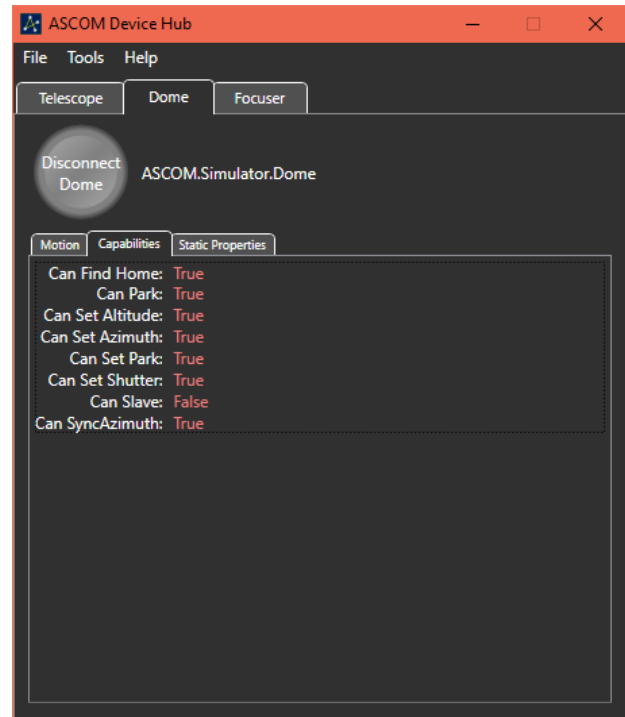 ASCOM Device Hub
File Tools Help
Telescope Dome Focuser
Disconnect
Dome
ASCOM.Simulator.Dome
Motion Capabilities Static Properties
Can Find Home: True
Can Park: True
Can Set Altitude: True
Can Set Azimuth: True
Can Set Park: True
Can Set Shutter: True
Can Slave: False
Can SyncAzimuth: True